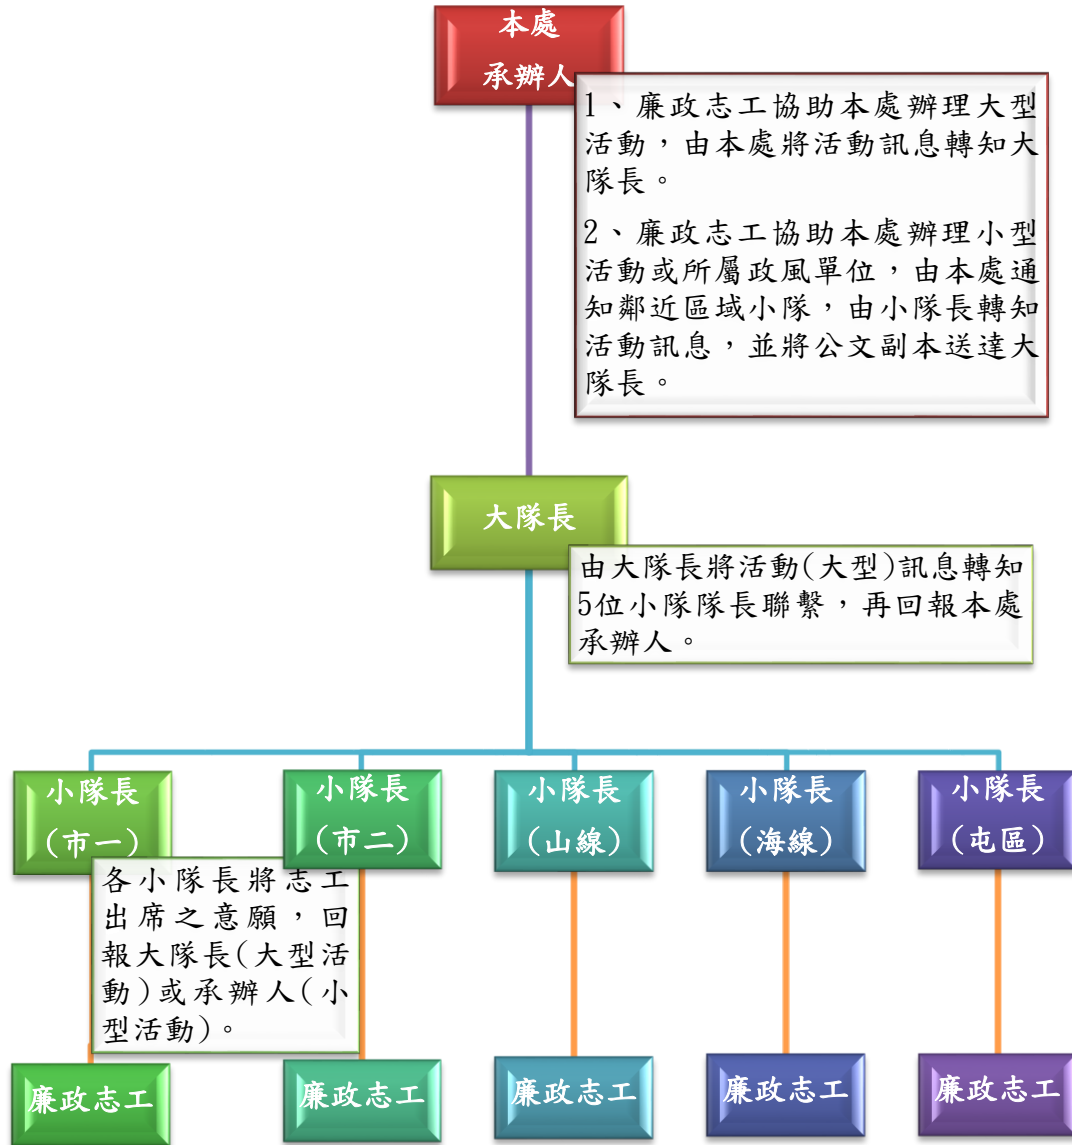 本處
承辦人
1、廉政志工協助本處辦理大型
活動，由本處將活動訊息轉知大
隊長。
2、廉政志工協助本處辦理小型
活動或所屬政風單位，由本處通
知鄰近區域小隊，由小隊長轉知
活動訊息，並將公文副本送達大
隊長。
大隊長
由大隊長將活動(大型)訊息轉知
5位小隊隊長聯繫，再回報本處
承辦人。
小隊長
(市一)
小隊長
(市二)
小隊長
(山線)
小隊長
(海線)
小隊長
(屯區)
各小隊長將志工
出席之意願，回
報大隊長(大型活
動)或承辦人(小
型活動)。
廉政志工
廉政志工
廉政志工
廉政志工
廉政志工